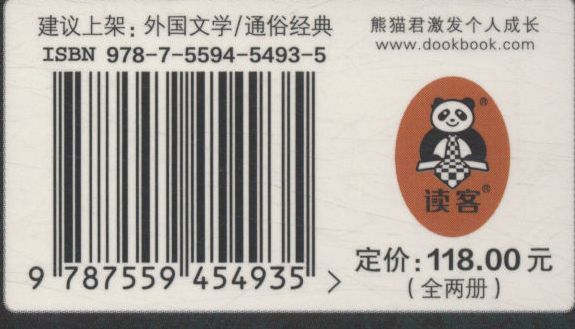 建议上架：外国文学/通俗经典
ISBN 978-7-5594-5493-5
9 787559 454935 >
熊猫君激发个人成长
www.dookbook.com
®
读客®
定价：118.00元
（全两册）